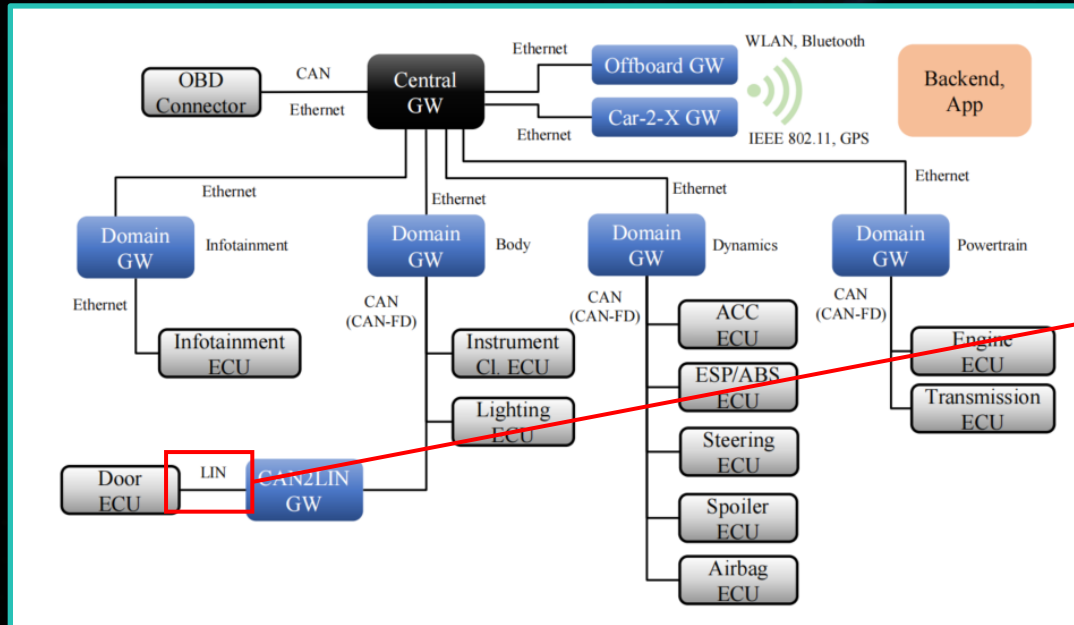 Ethernet
WLAN, Bluetooth
OBD
Connector
CAN
Ethernet
Central
GW
Offboard GW
Car-2-X GW
Ethernet
IEEE 802.11, GPS
Backend,
App
Ethernet
Ethernet
Ethernet
Ethernet
Domain
GW
Infotainment
Domain
GW
Body
Domain
GW
Dynamics
Domain
GW
Powertrain
Ethernet
CAN
(CAN-FD)
CAN
(CAN-FD)
CAN
(CAN-FD)
Infotainment
ECU
Instrument
Cl. ECU
Lighting
ECU
ACC
ECU
ESP/ABS
ECU
Steering
ECU
Spoiler
ECU
Airbag
ECU
Engine
ECU
Transmission
ECU
Door
ECU
LIN
CAN2LIN
GW